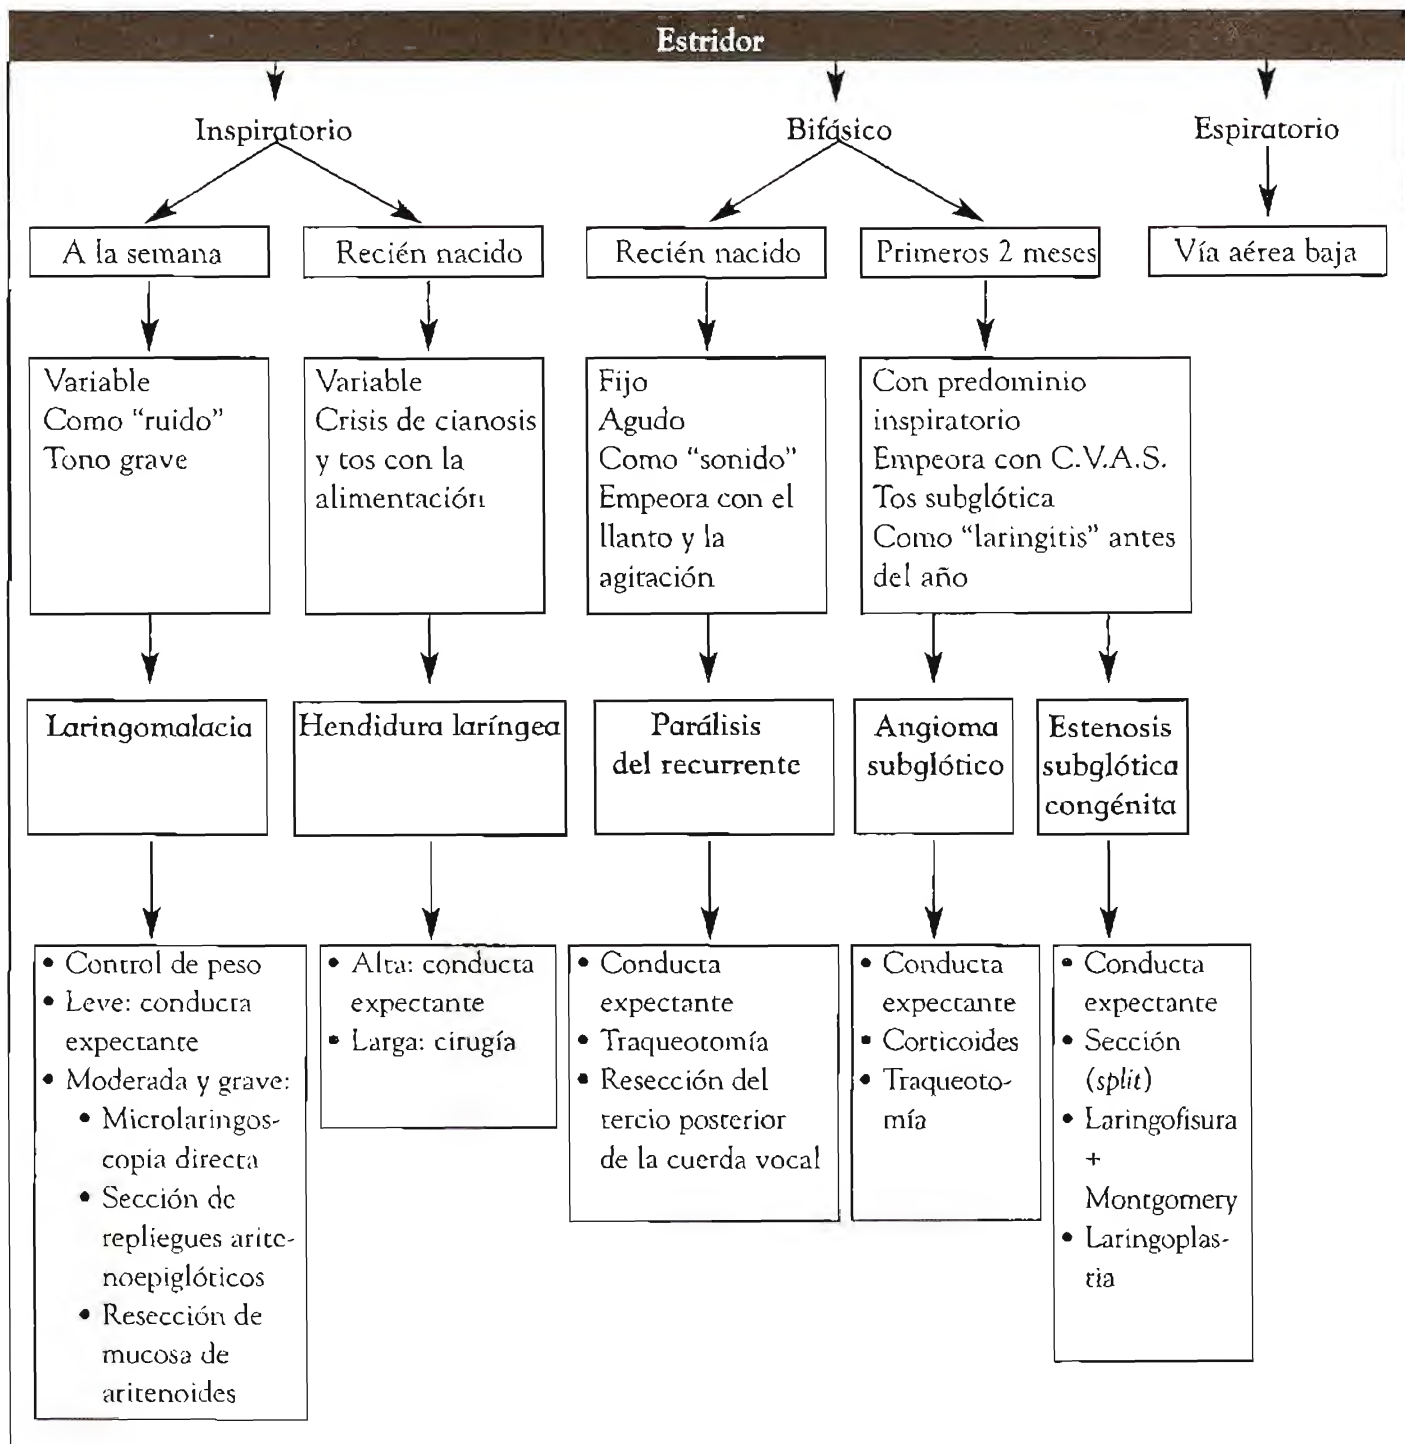 Estridor
Inspiratorio
Bifásico
Espiratorio
A la semana
Recién nacido
Recién nacido
Primeros 2 meses
Vía aérea baja
Variable
Como “ruido”
Tono grave
Variable
Crisis de cianosis
y tos con la
alimentación
Fijo
Agudo
Como “sonido”
Empeora con el
llanto y la
agitación
Con predominio
inspiratorio
Empeora con C.V.A.S.
Tos subglótica
Como “laringitis” antes
del año
Laringomalacia
Hendidura laríngea
Parálisis
del recurrente
Angioma
subglótico
Estenosis
subglótica
congénita
• Control de peso
• Leve: conducta
expectante
• Moderada y grave:
• Microlaringos-
copia directa
• Sección de
repliegues arite-
noepiglóticos
• Resección de
mucosa de
aritenoides
• Alta: conducta
expectante
• Larga: cirugía
• Conducta
expectante
• Traqueotomía
• Resección del
tercio posterior
de la cuerda vocal
• Conducta
expectante
• Corticoides
• Traqueoto-
mía
• Conducta
expectante
• Sección
(split)
• Laringofisura
+
Montgomery
• Laringoplas-
tia